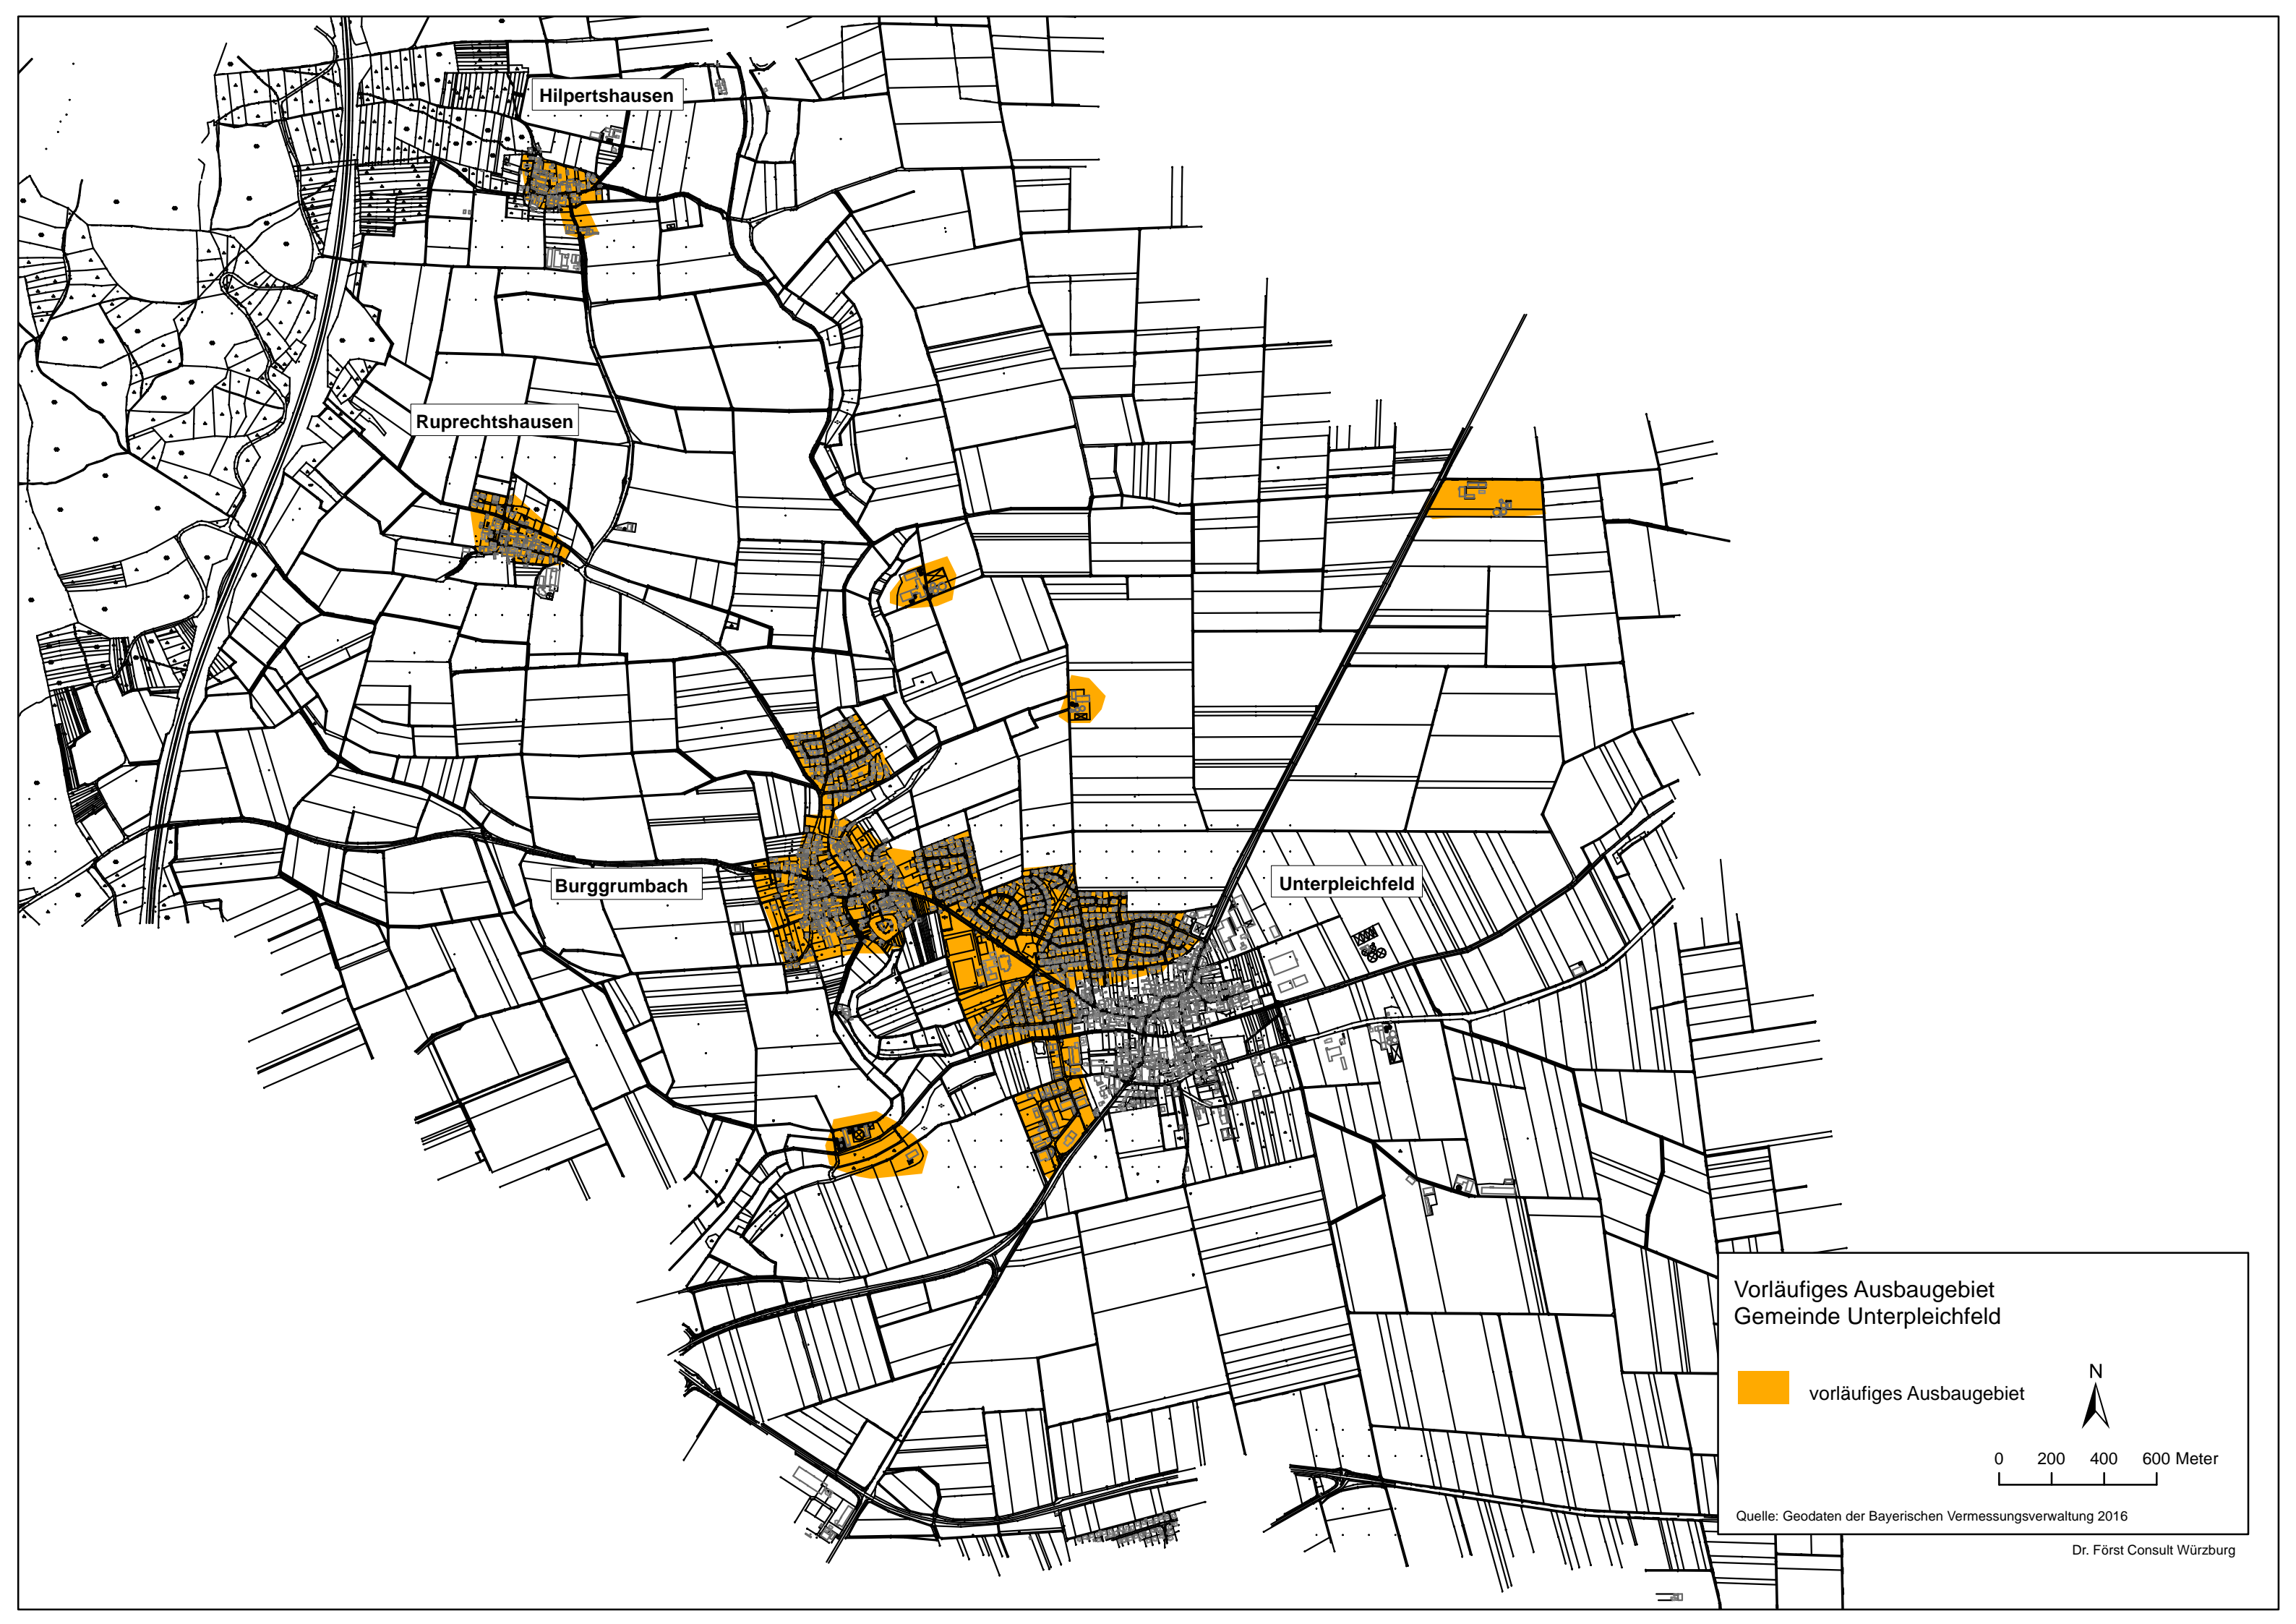 Hilpertshausen
Ruprechtshausen
Burggrumbach
Unterpleichfeld
Vorläufiges Ausbaugebiet
Gemeinde Unterpleichfeld
vorläufiges Ausbaugebiet
N
0 200 400 600 Meter
Quelle: Geodaten der Bayerischen Vermessungsverwaltung 2016
Dr. Först Consult Würzburg